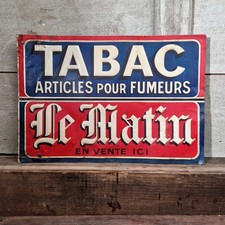 TABAC
ARTICLES POUR FUMEURS
Le Matin
EN VENTE ICI